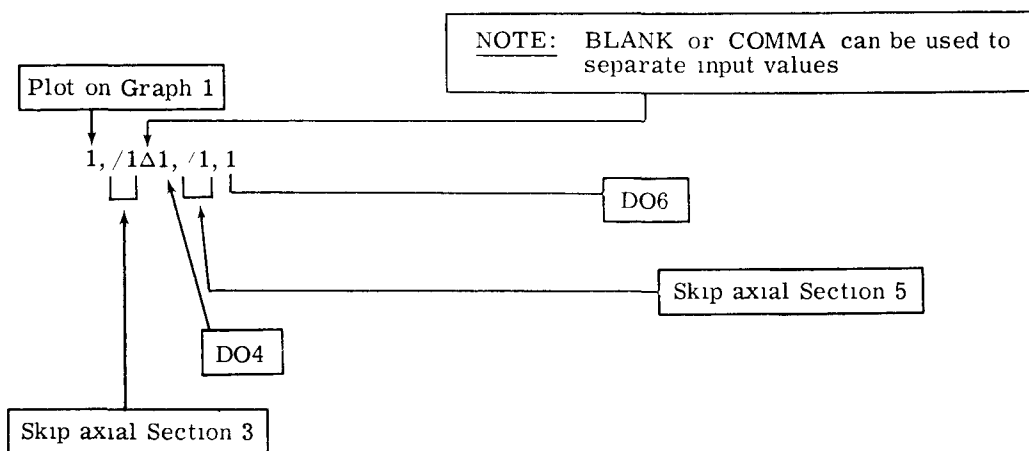 NOTE: BLANK or COMMA can be used to
separate input values
Plot on Graph 1
1, /1Δ1, /1, 1
DO6
Skip axial Section 5
DO4
Skip axial Section 3